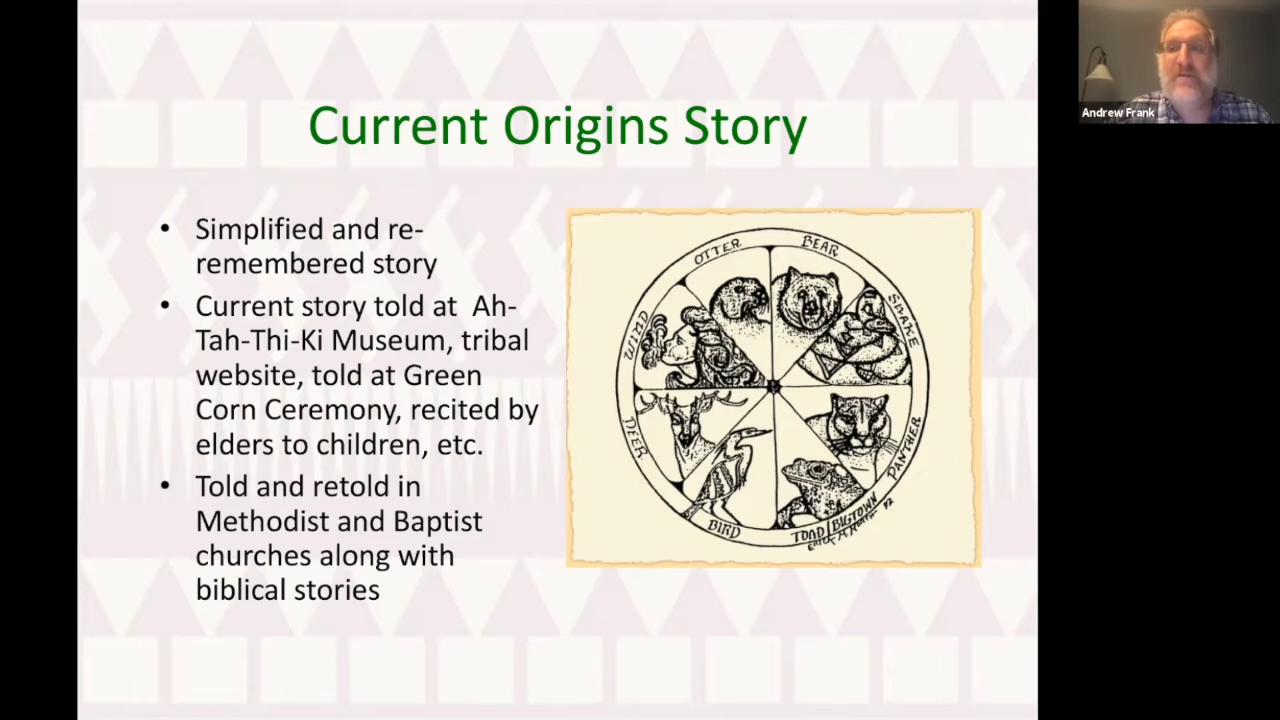 Current Origins Story
• Simplified and re-
remembered story
• Current story told at Ah-
Tah-Thi-Ki Museum, tribal
website, told at Green
Corn Ceremony, recited by
elders to children, etc.
• Told and retold in
Methodist and Baptist
churches along with
biblical stories
OTTER
BEAR
SNAKE
PANTHER
TOAD/BIGTOWN
BIRD
DEER
WIND
Andrew Frank